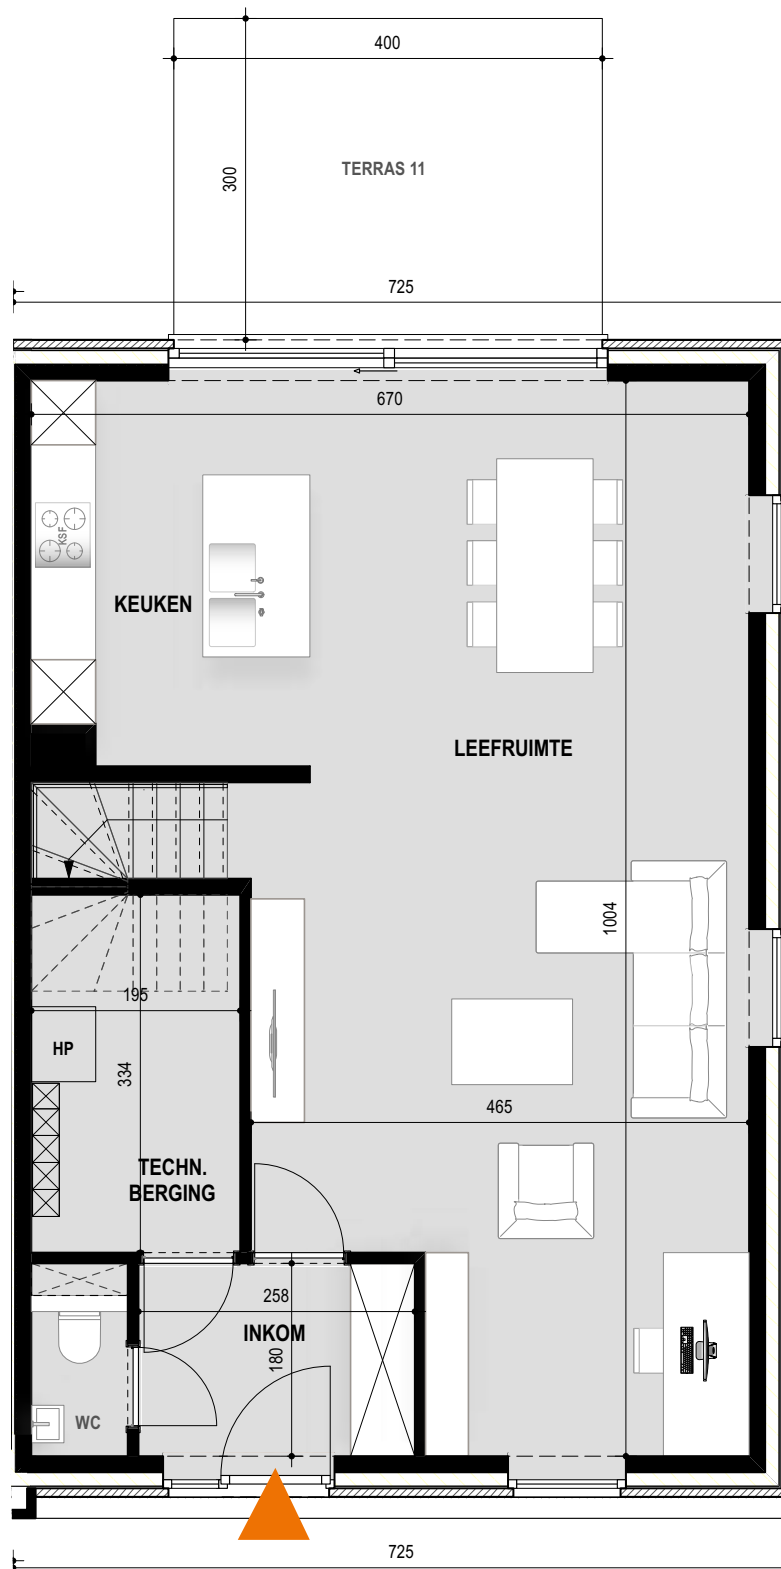 400
300
TERRAS 11
725
670
KSF
KEUKEN
LEEFRUIMTE
1004
195
HP
334
465
TECHN.
BERGING
258
INKOM
180
WC
725